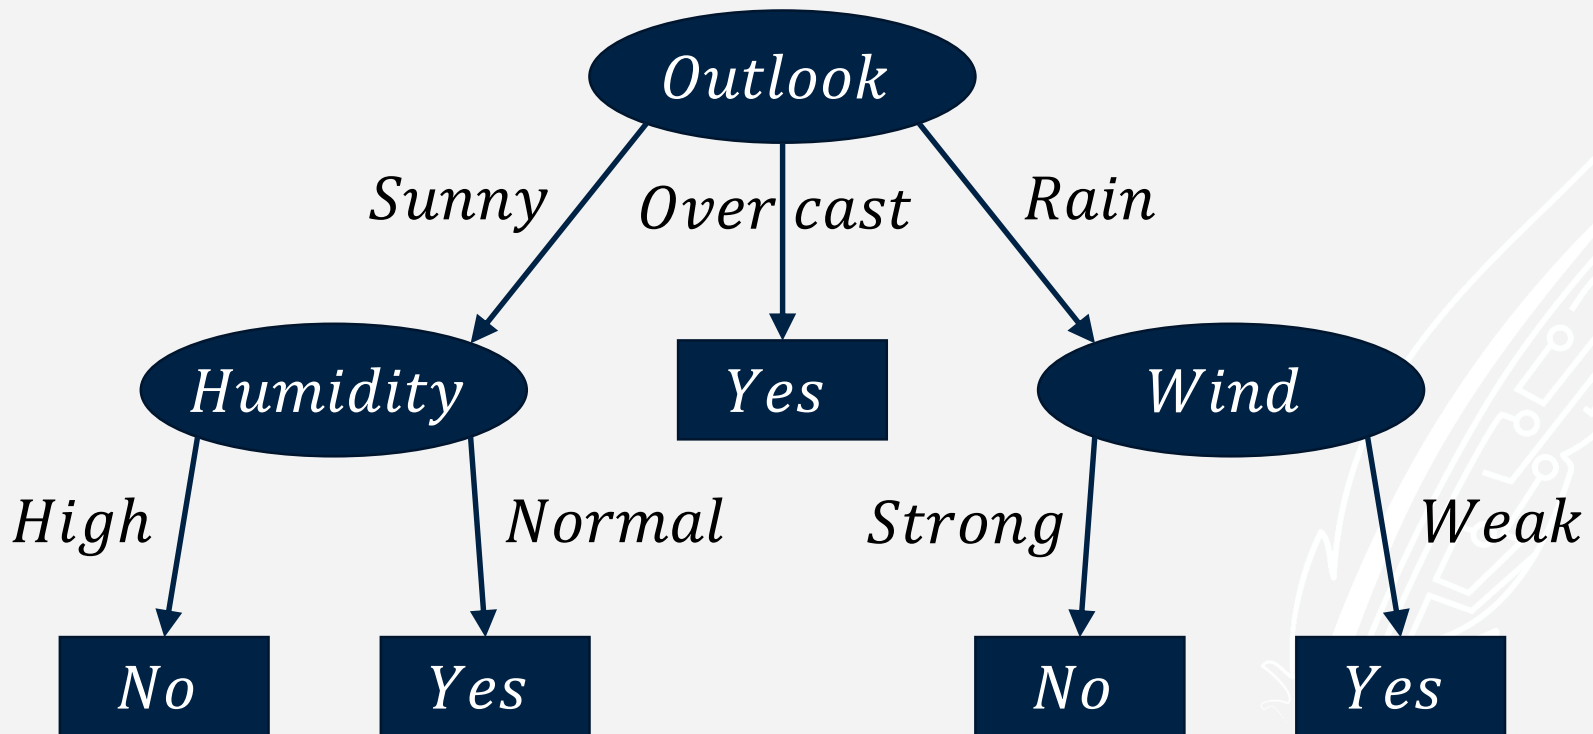 Outlook
Sunny
Over cast
Rain
Humidity
Yes
Wind
High
Normal
Strong
Weak
No
Yes
No
Yes